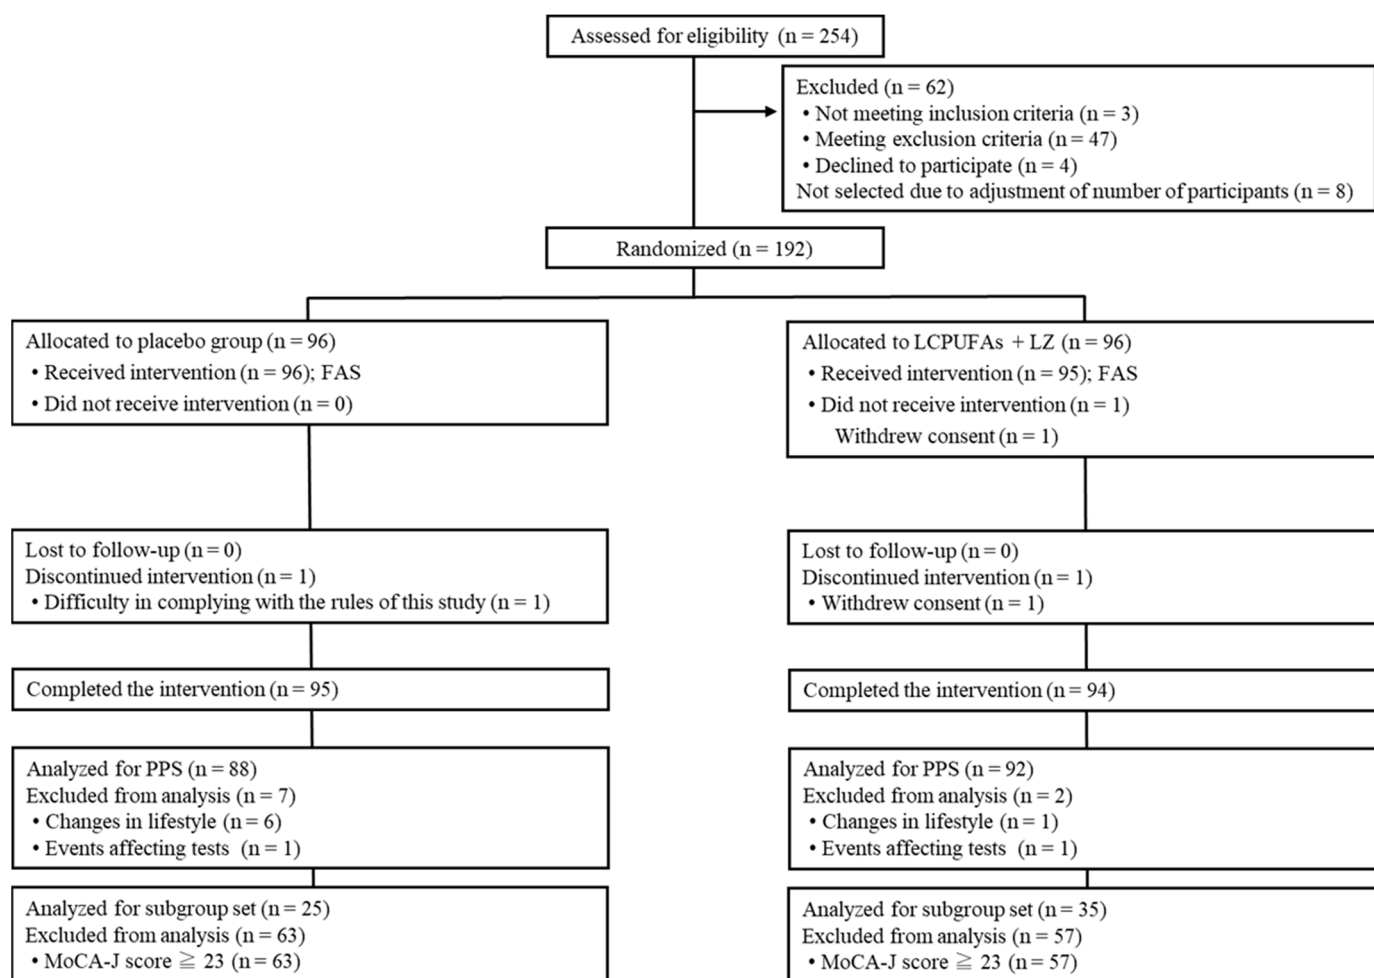 Assessed for eligibility (n = 254)
Excluded (n = 62)
• Not meeting inclusion criteria (n = 3)
• Meeting exclusion criteria (n = 47)
• Declined to participate (n = 4)
Not selected due to adjustment of number of participants (n = 8)
Randomized (n = 192)
Allocated to placebo group (n = 96)
• Received intervention (n = 96); FAS
• Did not receive intervention (n = 0)
Allocated to LCPUFAs + LZ (n = 96)
• Received intervention (n = 95); FAS
• Did not receive intervention (n = 1)
Withdrew consent (n = 1)
Lost to follow-up (n = 0)
Discontinued intervention (n = 1)
• Difficulty in complying with the rules of this study (n = 1)
Lost to follow-up (n = 0)
Discontinued intervention (n = 1)
• Withdrew consent (n = 1)
Completed the intervention (n = 95)
Completed the intervention (n = 94)
Analyzed for PPS (n = 88)
Excluded from analysis (n = 7)
• Changes in lifestyle (n = 6)
• Events affecting tests (n = 1)
Analyzed for PPS (n = 92)
Excluded from analysis (n = 2)
• Changes in lifestyle (n = 1)
• Events affecting tests (n = 1)
Analyzed for subgroup set (n = 25)
Excluded from analysis (n = 63)
• MoCA-J score ≧ 23 (n = 63)
Analyzed for subgroup set (n = 35)
Excluded from analysis (n = 57)
• MoCA-J score ≧ 23 (n = 57)